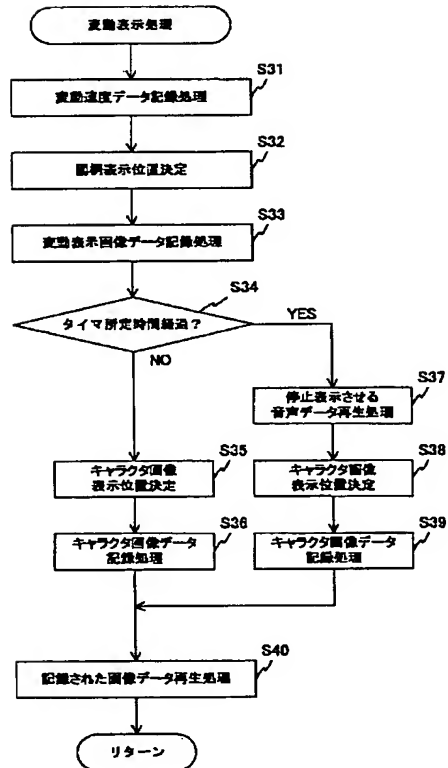 変動表示処理
S31
変動速度データ記録処理
S32
図柄表示位置決定
S33
変動表示画像データ記録処理
S34
タイマ所定時間経過?
YES
NO
S37
停止表示させる
音声データ再生処理
S35
キャラクタ画像
表示位置決定
S38
キャラクタ画像
表示位置決定
S36
キャラクタ画像データ
記録処理
S39
キャラクタ画像データ
記録処理
S40
記録された画像データ再生処理
リターン